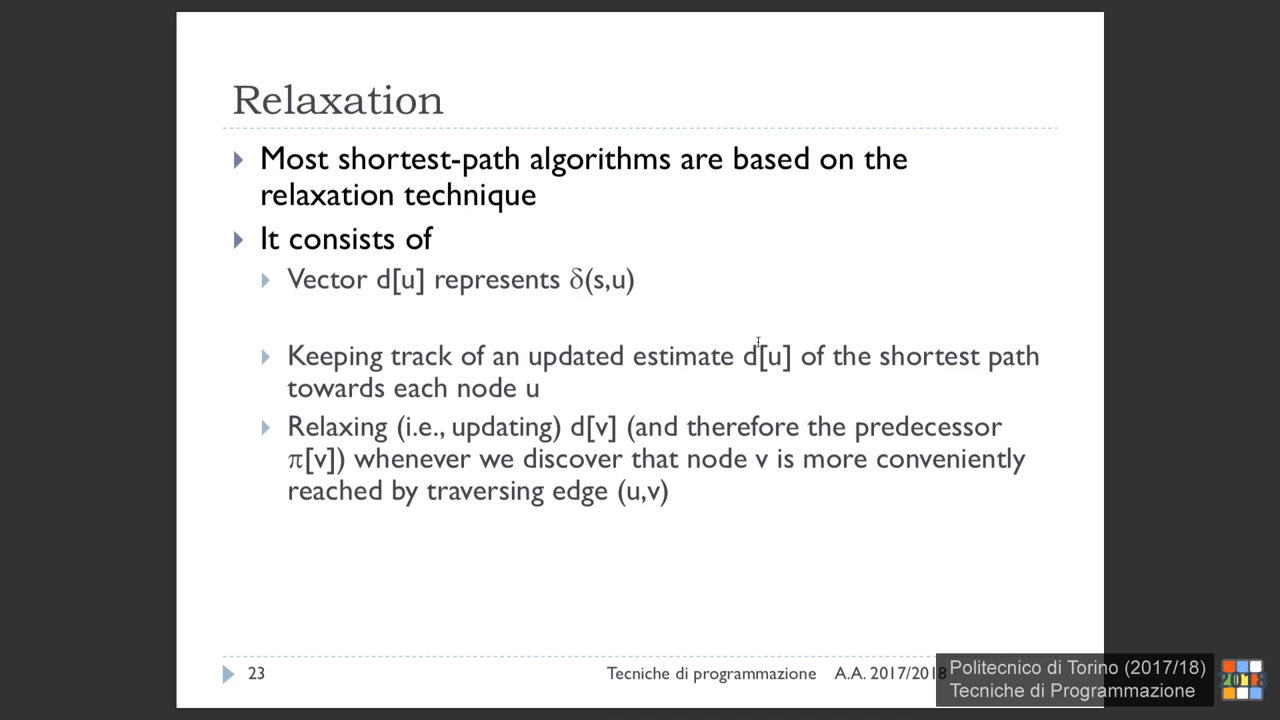 Relaxation
Most shortest-path algorithms are based on the
relaxation technique
It consists of
Vector d[u] represents δ(s,u)
Keeping track of an updated estimate d[u] of the shortest path
towards each node u
Relaxing (i.e., updating) d[v] (and therefore the predecessor
π[v]) whenever we discover that node v is more conveniently
reached by traversing edge (u,v)
23
Tecniche di programmazione A.A. 2017/2018
Politecnico di Torino (2017/18)
Tecniche di Programmazione
2018